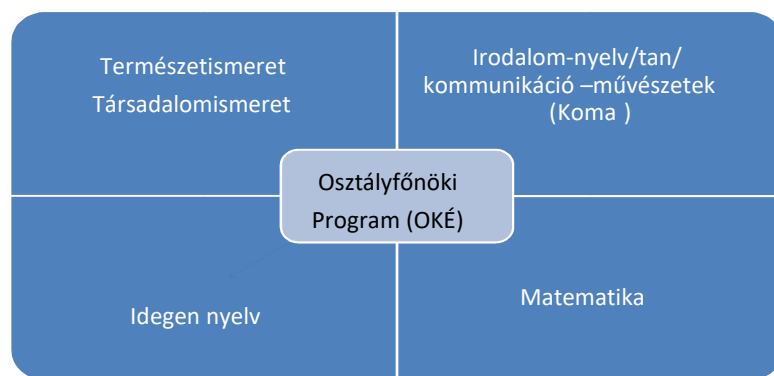 Természetismeret
Társadalomismeret
Irodalom-nyelv/tan/
kommunikáció –művészetek
(Koma )
Osztályfőnöki
Program (OKÉ)
Idegen nyelv
Matematika